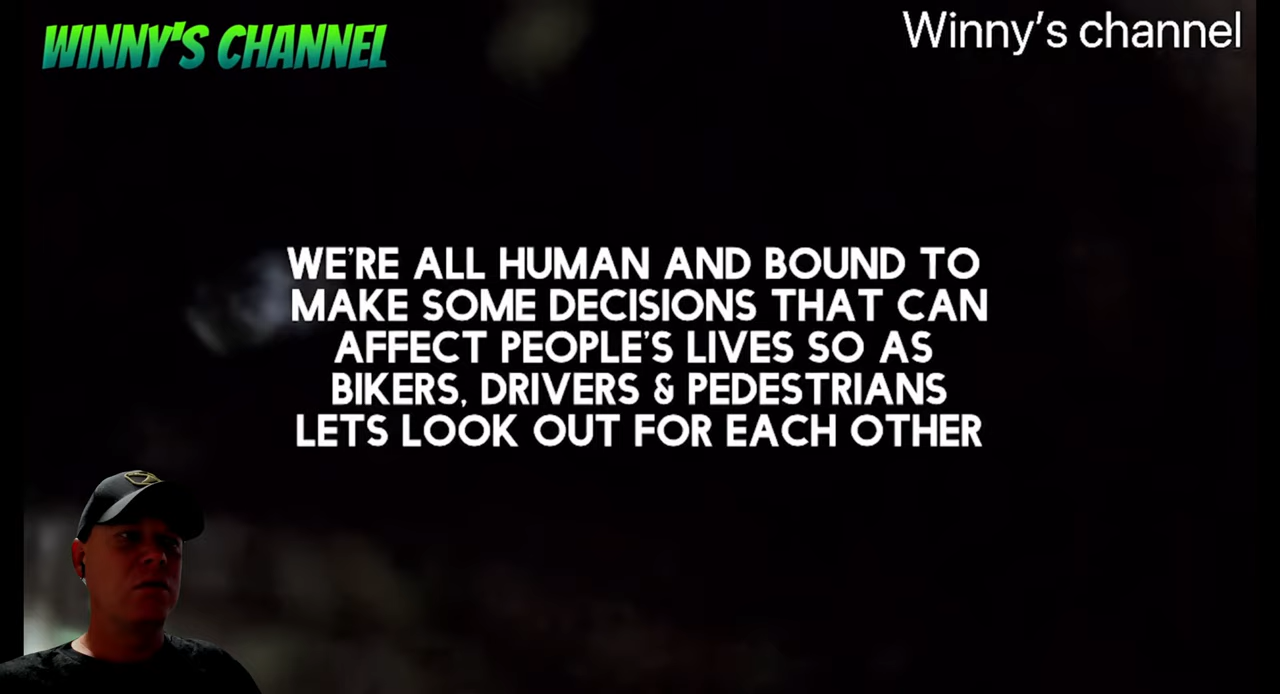 WINNY'S CHANNEL
Winny's channel
WE'RE ALL HUMAN AND BOUND TO
MAKE SOME DECISIONS THAT CAN
AFFECT PEOPLE'S LIVES SO AS
BIKERS, DRIVERS & PEDESTRIANS
LETS LOOK OUT FOR EACH OTHER